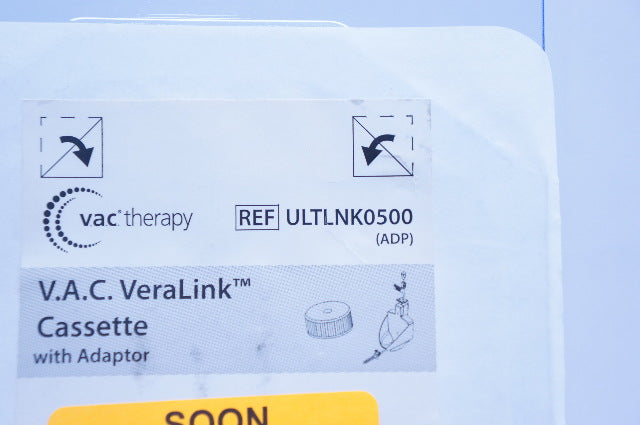 vac® therapy
REF ULTLNK0500
(ADP)
V.A.C. VeraLink™
Cassette
with Adaptor
SOON